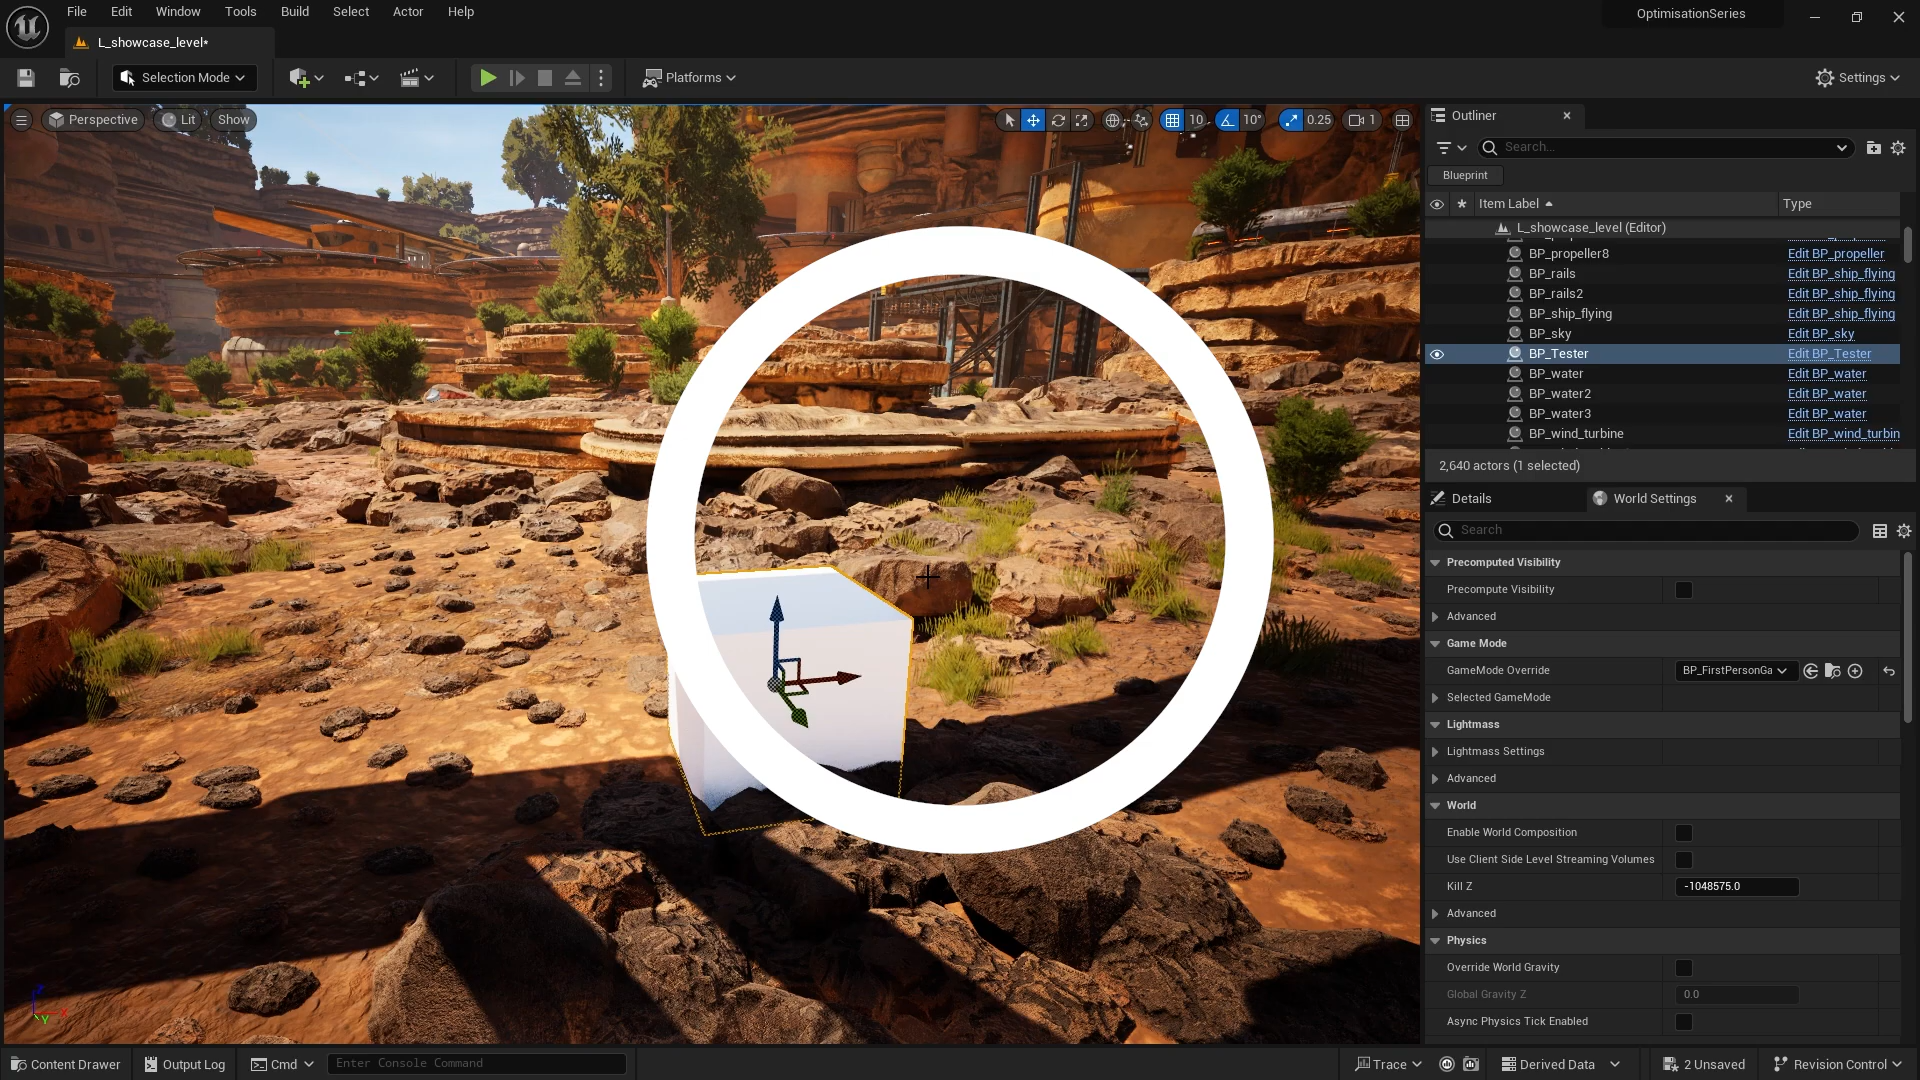 File Edit Window Tools Build Select Actor Help
OptimisationSeries
L_showcase_level*
Selection Mode
Platforms
Settings
Perspective Lit Show
10 10° 0.25 1
Outliner
Search...
Blueprint
Item Label Type
L_showcase_level (Editor)
BP_propeller8 Edit BP_propeller
BP_rails Edit BP_ship_flying
BP_rails2 Edit BP_ship_flying
BP_ship_flying Edit BP_ship_flying
BP_sky Edit BP_sky
BP_Tester Edit BP_Tester
BP_water Edit BP_water
BP_water2 Edit BP_water
BP_water3 Edit BP_water
BP_wind_turbine Edit BP_wind_turbin
2,640 actors (1 selected)
Details World Settings
Search
Precomputed Visibility
Precompute Visibility
Advanced
Game Mode
GameMode Override BP_FirstPersonGa
Selected GameMode
Lightmass
Lightmass Settings
Advanced
World
Enable World Composition
Use Client Side Level Streaming Volumes
Kill Z -1048575.0
Advanced
Physics
Override World Gravity
Global Gravity Z 0.0
Async Physics Tick Enabled
Z
X
Y
Content Drawer Output Log Cmd Enter Console Command Trace Derived Data 2 Unsaved Revision Control